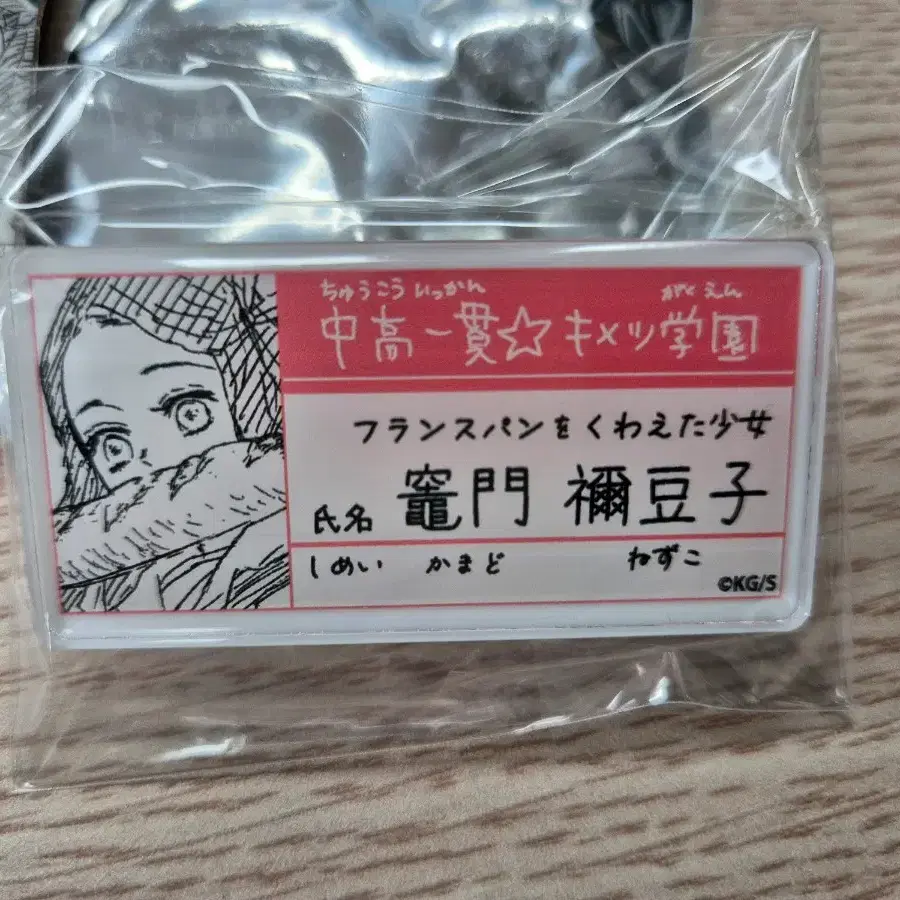 ちゅうこういっかん がくえん
中高一貫☆キメツ学園
フランスパンをくわえた少女
氏名 竈門 禰豆子
しめい かまど ねずこ
©KG/S